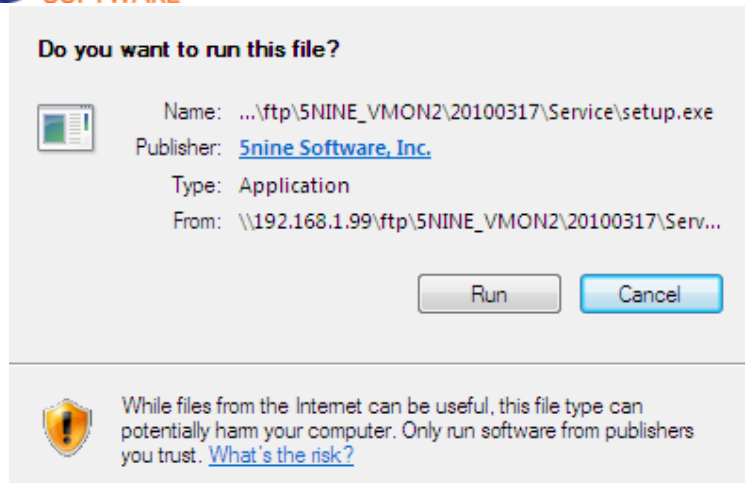 SOFTWARE
Do you want to run this file?
Name: ...\ftp\5NINE_VMON2\20100317\Service\setup.exe
Publisher: 5nine Software, Inc.
Type: Application
From: \\192.168.1.99\ftp\5NINE_VMON2\20100317\Serv...
Run Cancel
While files from the Internet can be useful, this file type can
potentially harm your computer. Only run software from publishers
you trust. What's the risk?